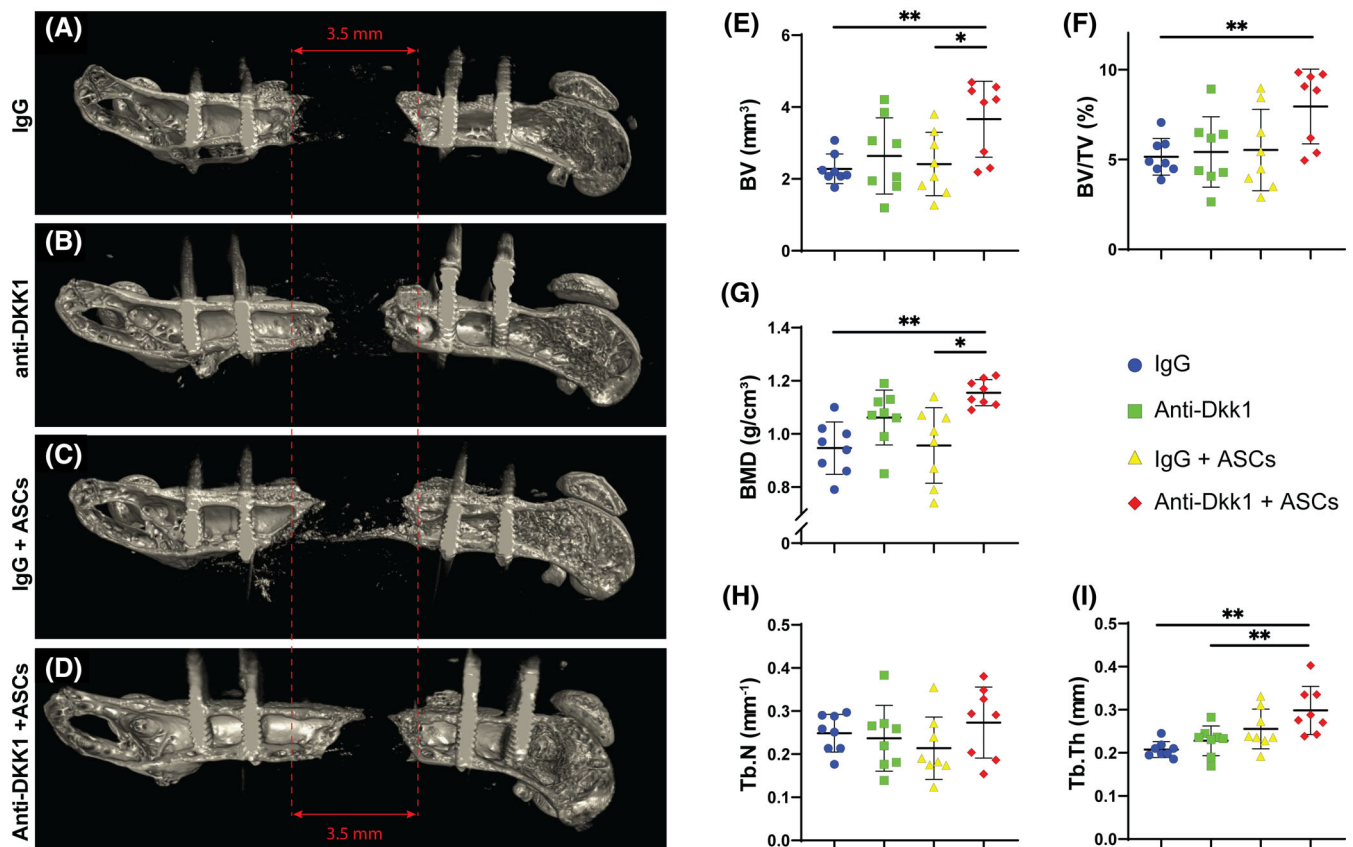 (A)
IgG
3.5 mm
(B)
anti-DKK1
(C)
IgG + ASCs
(D)
Anti-DKK1 +ASCs
3.5 mm
(E)
**
*
BV (mm³)
6
4
2
0
(F)
**
BV/TV (%)
10
5
0
(G)
**
*
BMD (g/cm³)
1.4
1.2
1.0
0.8
0
IgG
Anti-Dkk1
IgG + ASCs
Anti-Dkk1 + ASCs
(H)
Tb.N (mm⁻¹)
0.5
0.4
0.3
0.2
0.1
0.0
(I)
**
**
Tb.Th (mm)
0.5
0.4
0.3
0.2
0.1
0.0